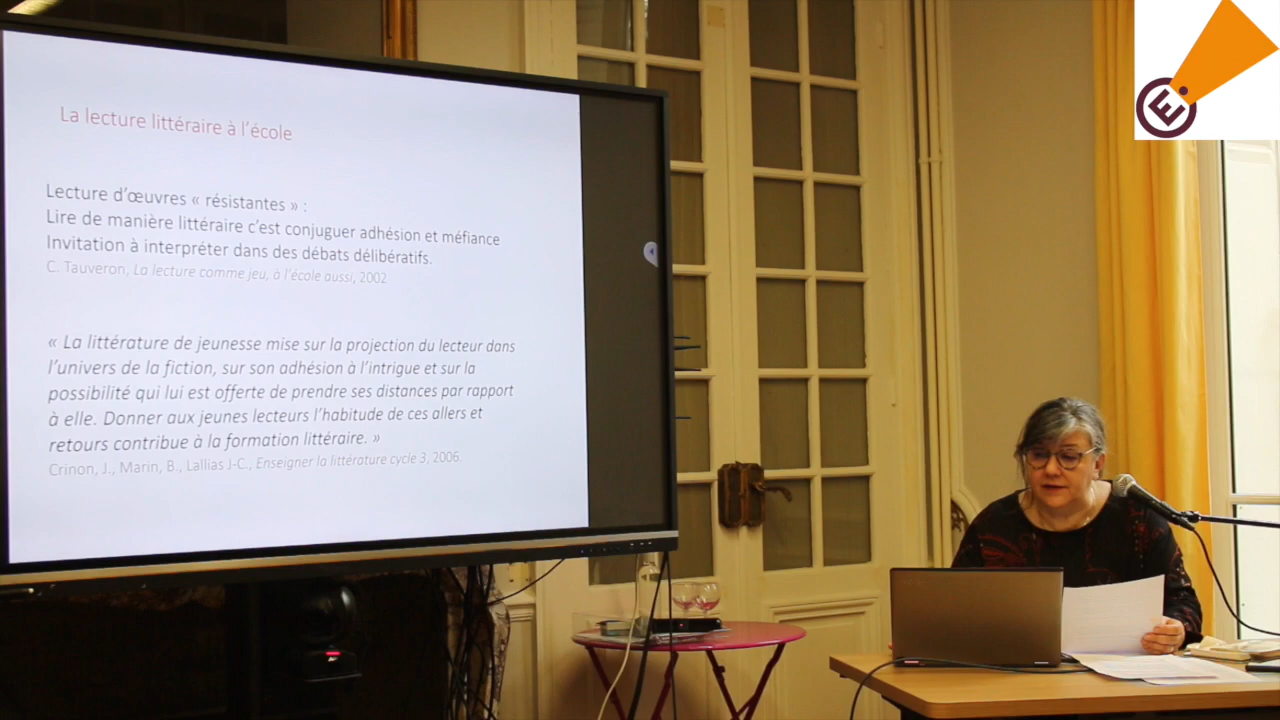 La lecture littéraire à l'école
Lecture d'œuvres « résistantes » :
Lire de manière littéraire c'est conjuguer adhésion et méfiance
Invitation à interpréter dans des débats délibératifs.
C. Tauveron, La lecture comme jeu, à l'école aussi, 2002
« La littérature de jeunesse mise sur la projection du lecteur dans
l'univers de la fiction, sur son adhésion à l'intrigue et sur la
possibilité qui lui est offerte de prendre ses distances par rapport
à elle. Donner aux jeunes lecteurs l'habitude de ces allers et
retours contribue à la formation littéraire. »
Crinon, J., Marin, B., Lallias J-C., Enseigner la littérature cycle 3, 2006.
E